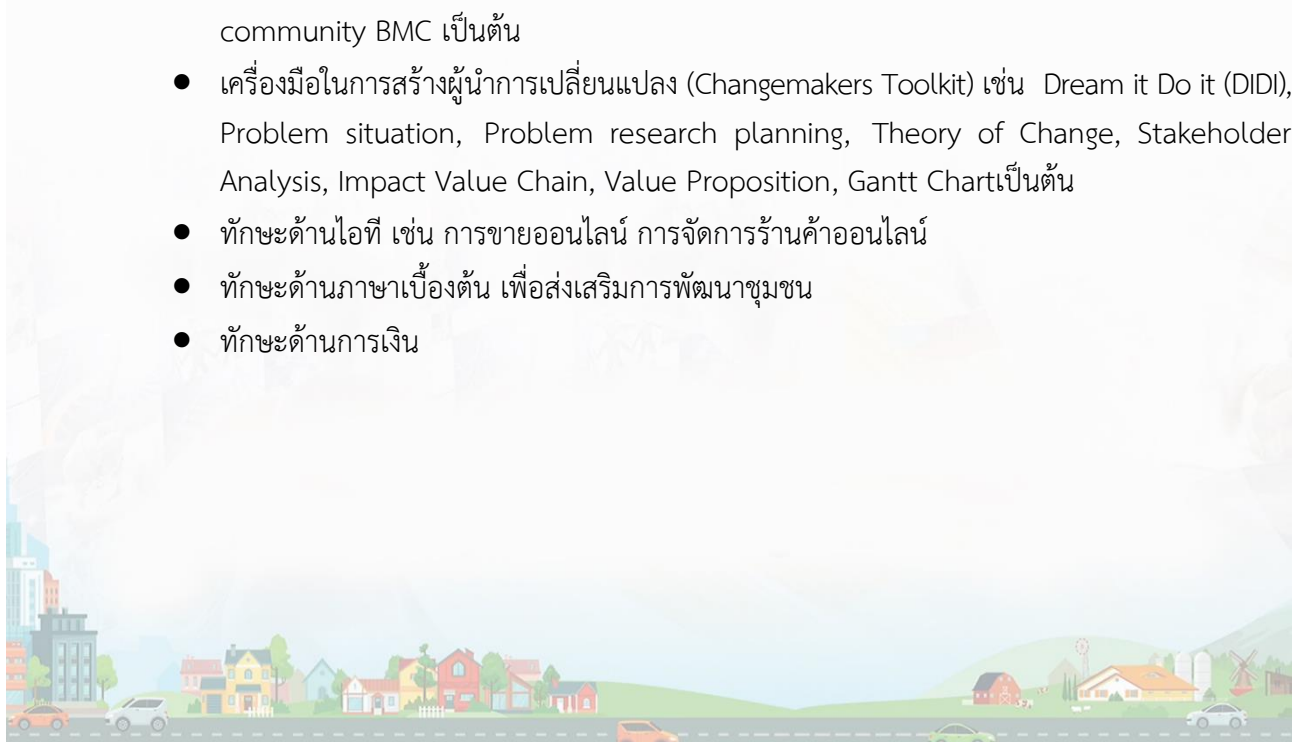 community BMC เป็นต้น
● เครื่องมือในการสร้างผู้นำการเปลี่ยนแปลง (Changemakers Toolkit) เช่น Dream it Do it (DIDI),
Problem situation, Problem research planning, Theory of Change, Stakeholder
Analysis, Impact Value Chain, Value Proposition, Gantt Chartเป็นต้น
● ทักษะด้านไอที เช่น การขายออนไลน์ การจัดการร้านค้าออนไลน์
● ทักษะด้านภาษาเบื้องต้น เพื่อส่งเสริมการพัฒนาชุมชน
● ทักษะด้านการเงิน